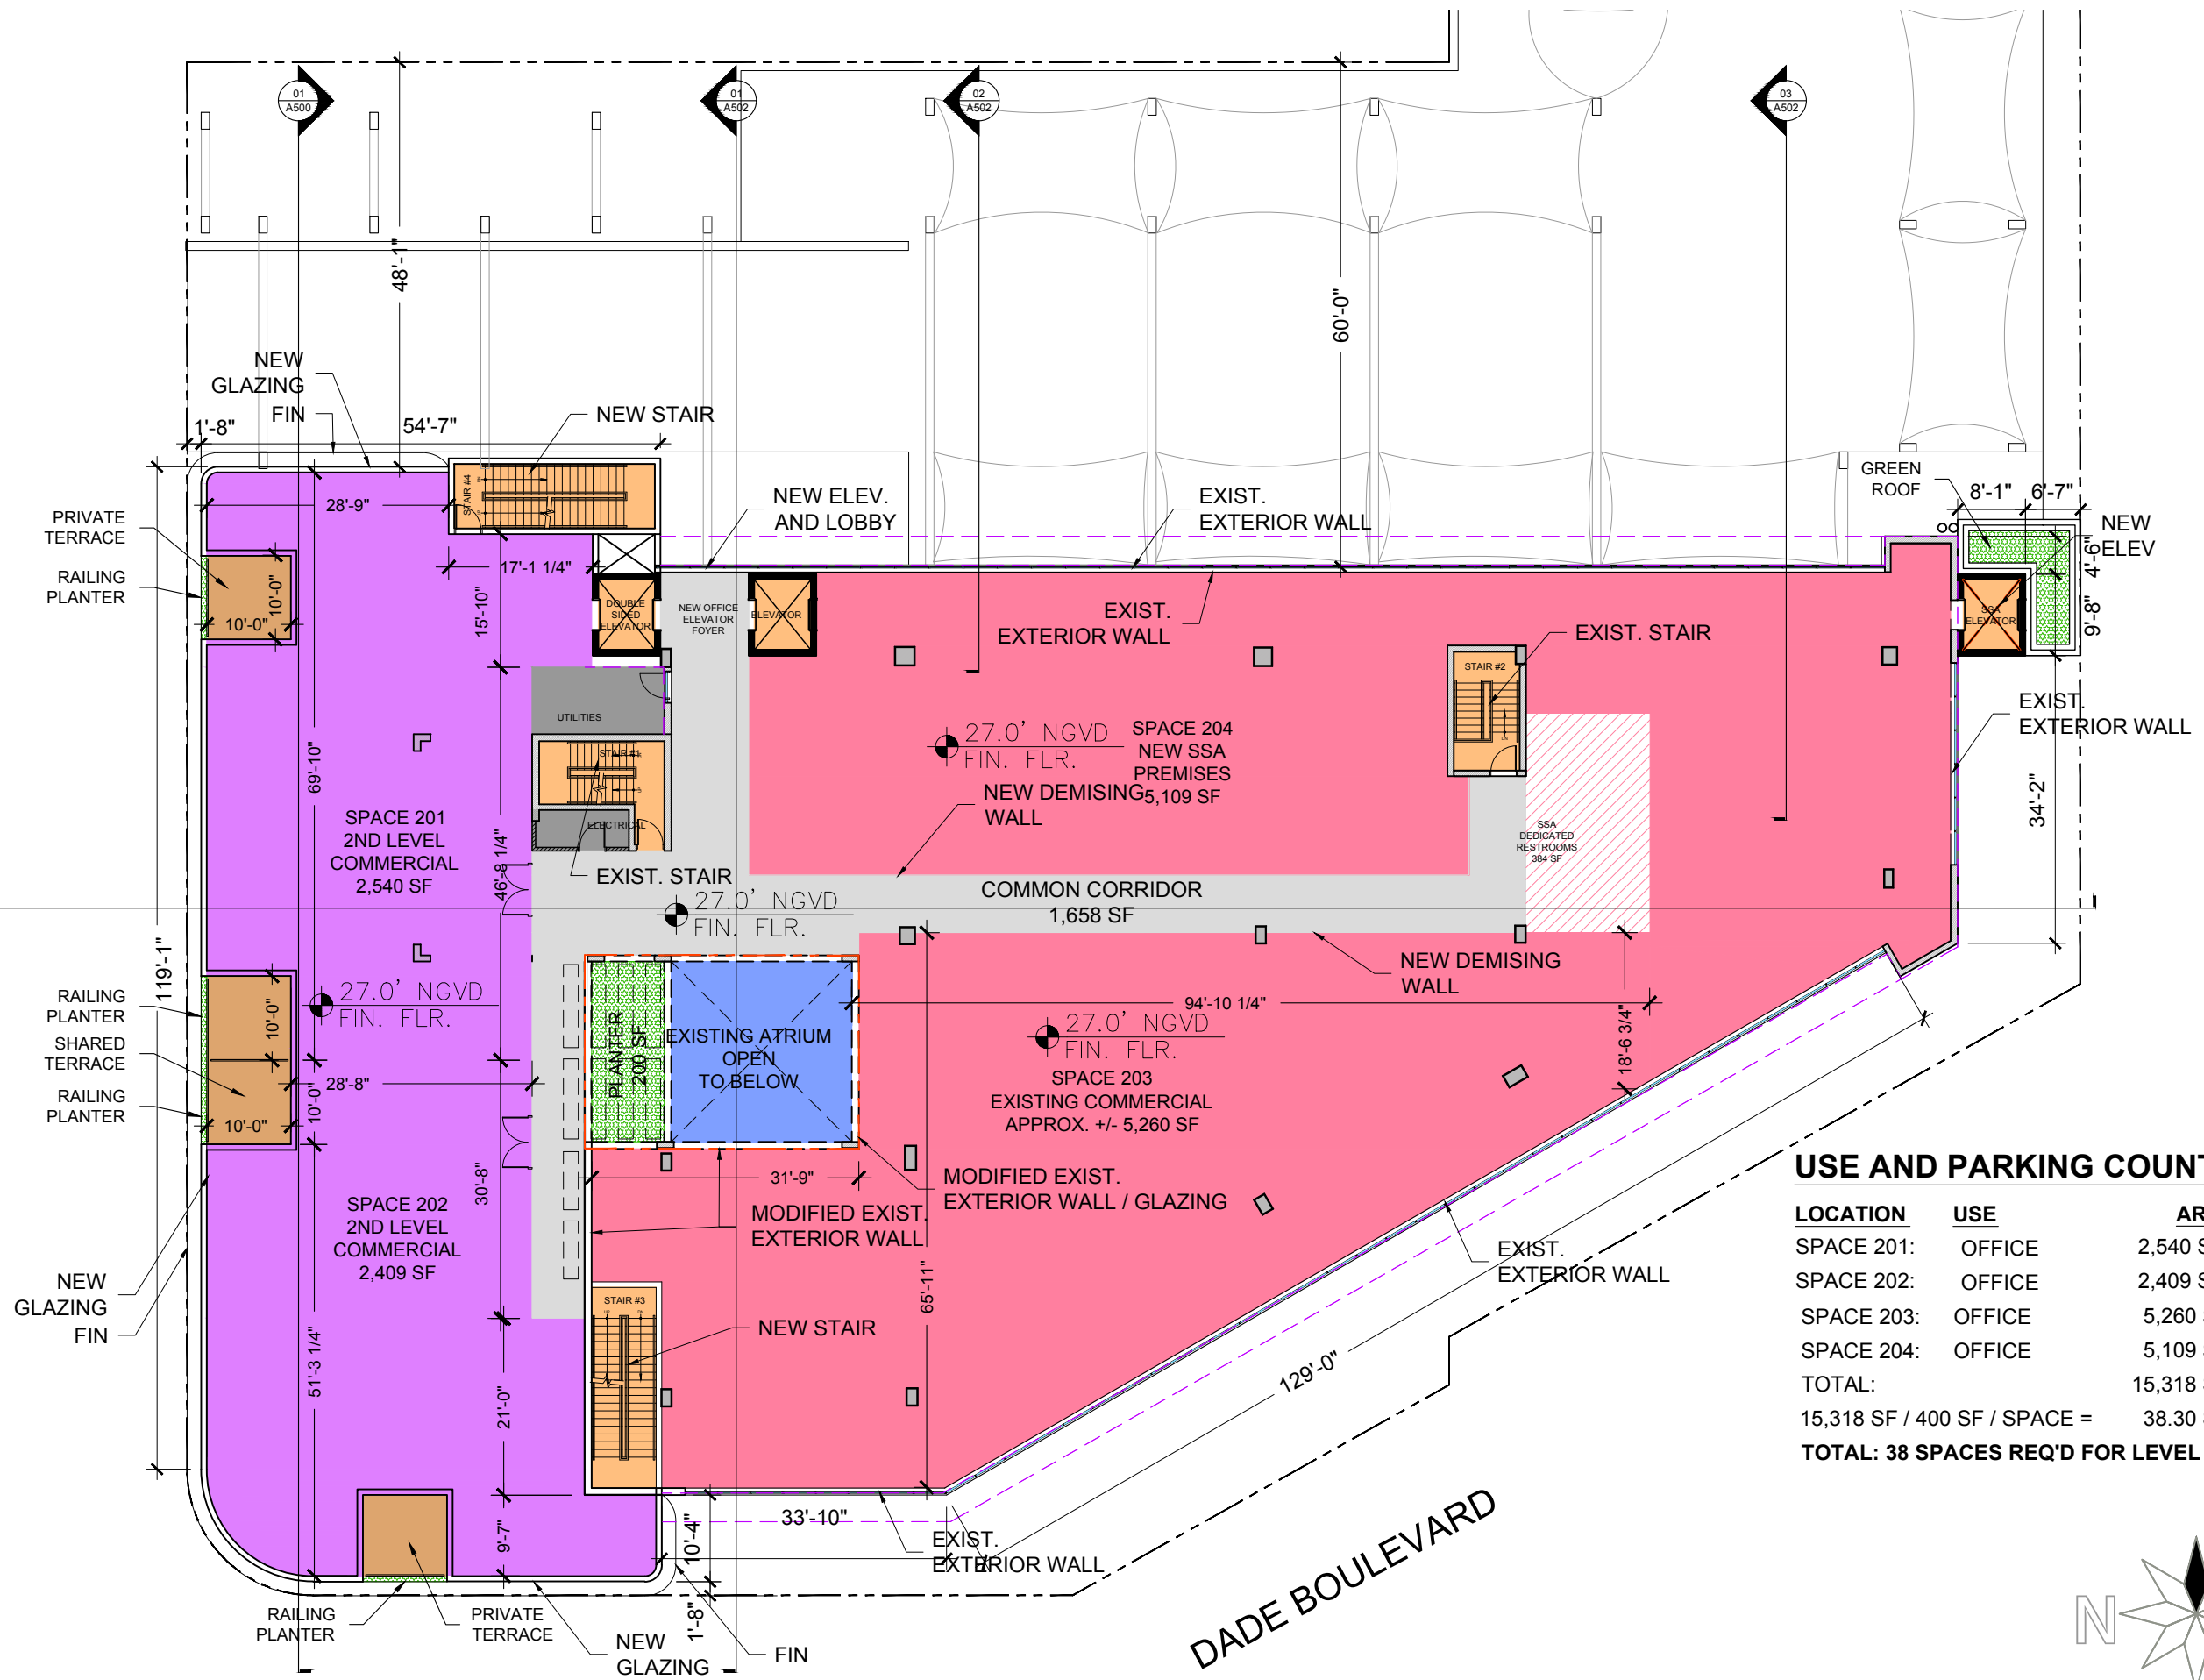 01
A500
01
A502
02
A502
03
A502
48'-1"
60'-0"
NEW
GLAZING
FIN
1'-8"
54'-7"
NEW STAIR
STAIR #4
28'-9"
NEW ELEV.
AND LOBBY
EXIST.
EXTERIOR WALL
GREEN
ROOF
8'-1"
6'-7"
NEW
ELEV
4'-6"
9'-8"
PRIVATE
TERRACE
RAILING
PLANTER
10'-0"
10'-0"
17'-1 1/4"
15'-10"
DOUBLE
SIDED
ELEVATOR
NEW OFFICE
ELEVATOR
FOYER
ELEVATOR
EXIST.
EXTERIOR WALL
EXIST. STAIR
STAIR #2
DN
SSA
ELEVATOR
EXIST.
EXTERIOR WALL
34'-2"
UTILITIES
STAIR #1
ELECTRICAL
EXIST. STAIR
69'-10"
46'-8 1/4"
SPACE 201
2ND LEVEL
COMMERCIAL
2,540 SF
27.0' NGVD
FIN. FLR.
SPACE 204
NEW SSA
PREMISES
5,109 SF
NEW DEMISING
WALL
SSA
DEDICATED
RESTROOMS
384 SF
COMMON CORRIDOR
1,658 SF
27.0' NGVD
FIN. FLR.
NEW DEMISING
WALL
119'-1"
RAILING
PLANTER
SHARED
TERRACE
RAILING
PLANTER
10'-0"
10'-0"
10'-0"
27.0' NGVD
FIN. FLR.
28'-8"
PLANTER
200 SF
EXISTING ATRIUM
OPEN
TO BELOW
94'-10 1/4"
18'-6 3/4"
27.0' NGVD
FIN. FLR.
SPACE 203
EXISTING COMMERCIAL
APPROX. +/- 5,260 SF
31'-9"
MODIFIED EXIST.
EXTERIOR WALL / GLAZING
MODIFIED EXIST.
EXTERIOR WALL
30'-8"
SPACE 202
2ND LEVEL
COMMERCIAL
2,409 SF
NEW
GLAZING
FIN
51'-3 1/4"
21'-0"
9'-7"
STAIR #3
UP
DN
NEW STAIR
65'-11"
EXIST.
EXTERIOR WALL
129'-0"
33'-10"
10'-4"
1'-8"
EXIST.
EXTERIOR WALL
RAILING
PLANTER
PRIVATE
TERRACE
NEW
GLAZING
FIN
DADE BOULEVARD
USE AND PARKING COUNT
LOCATION USE AR
SPACE 201: OFFICE 2,540 S
SPACE 202: OFFICE 2,409 S
SPACE 203: OFFICE 5,260
SPACE 204: OFFICE 5,109
TOTAL: 15,318
15,318 SF / 400 SF / SPACE = 38.30
TOTAL: 38 SPACES REQ'D FOR LEVEL
N